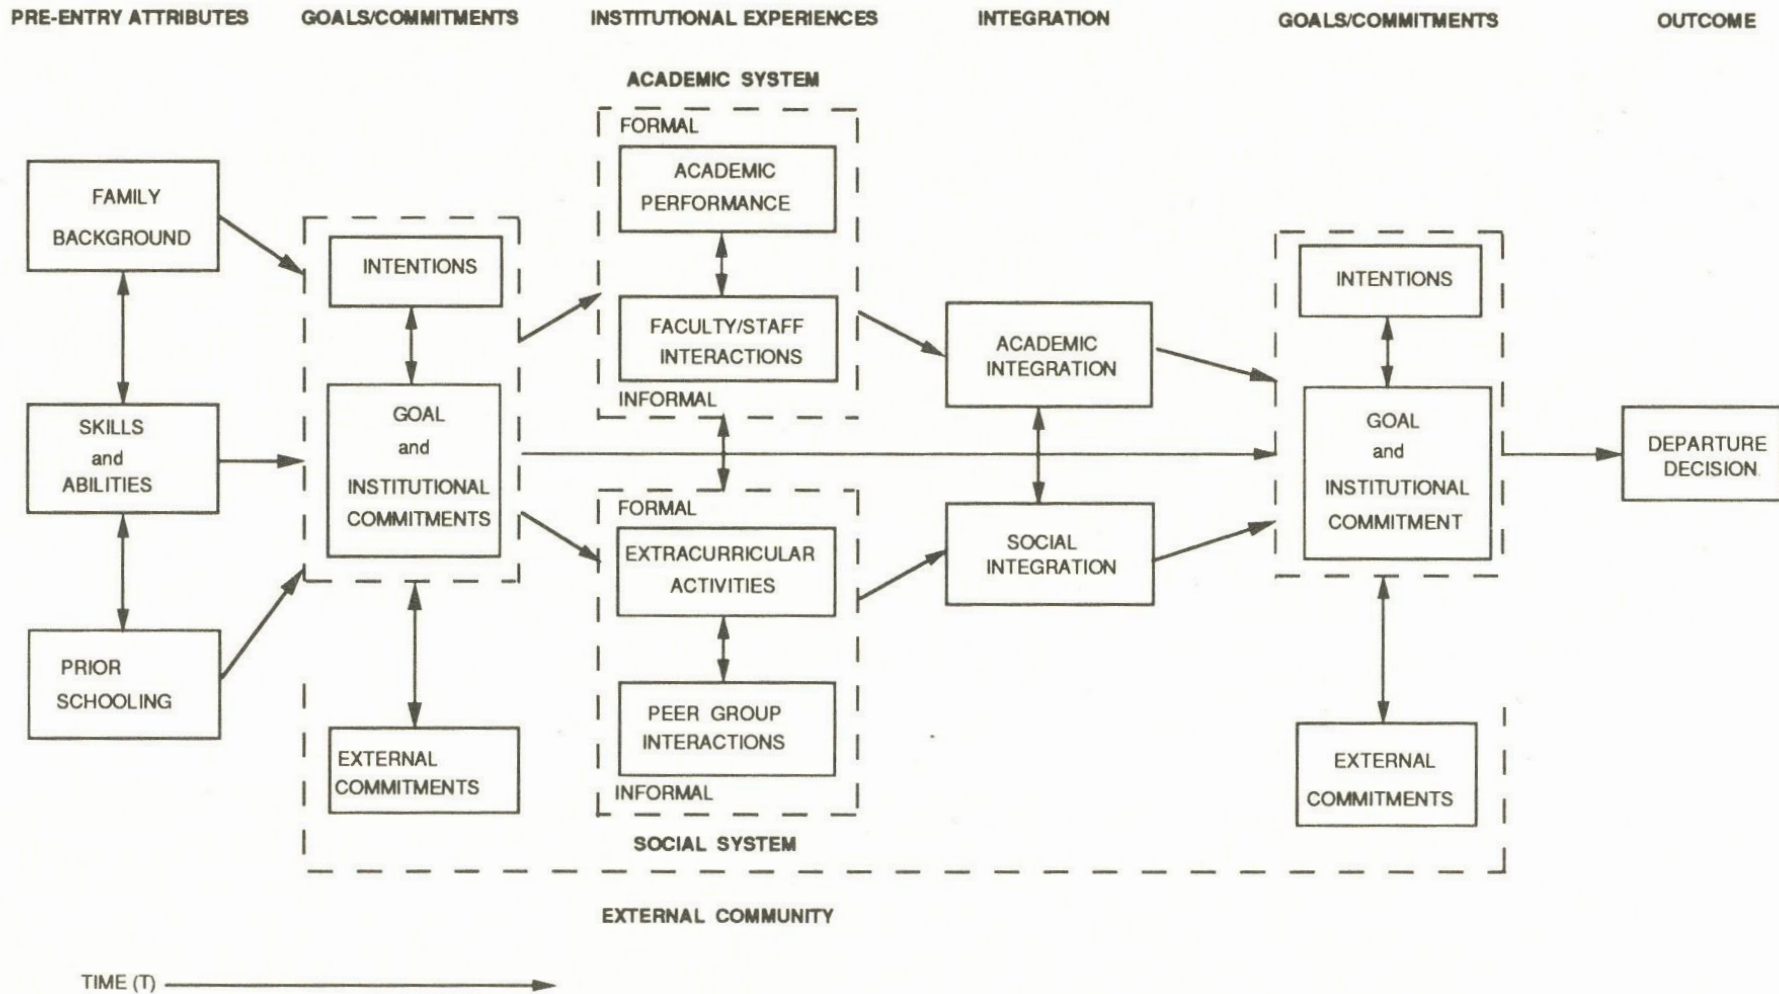 PRE-ENTRY ATTRIBUTES
GOALS/COMMITMENTS
INSTITUTIONAL EXPERIENCES
INTEGRATION
GOALS/COMMITMENTS
OUTCOME
FAMILY
BACKGROUND
SKILLS
and
ABILITIES
PRIOR
SCHOOLING
INTENTIONS
GOAL
and
INSTITUTIONAL
COMMITMENTS
EXTERNAL
COMMITMENTS
ACADEMIC SYSTEM
FORMAL
ACADEMIC
PERFORMANCE
FACULTY/STAFF
INTERACTIONS
INFORMAL
FORMAL
EXTRACURRICULAR
ACTIVITIES
PEER GROUP
INTERACTIONS
INFORMAL
SOCIAL SYSTEM
ACADEMIC
INTEGRATION
SOCIAL
INTEGRATION
INTENTIONS
GOAL
and
INSTITUTIONAL
COMMITMENT
EXTERNAL
COMMITMENTS
DEPARTURE
DECISION
EXTERNAL COMMUNITY
TIME (T)